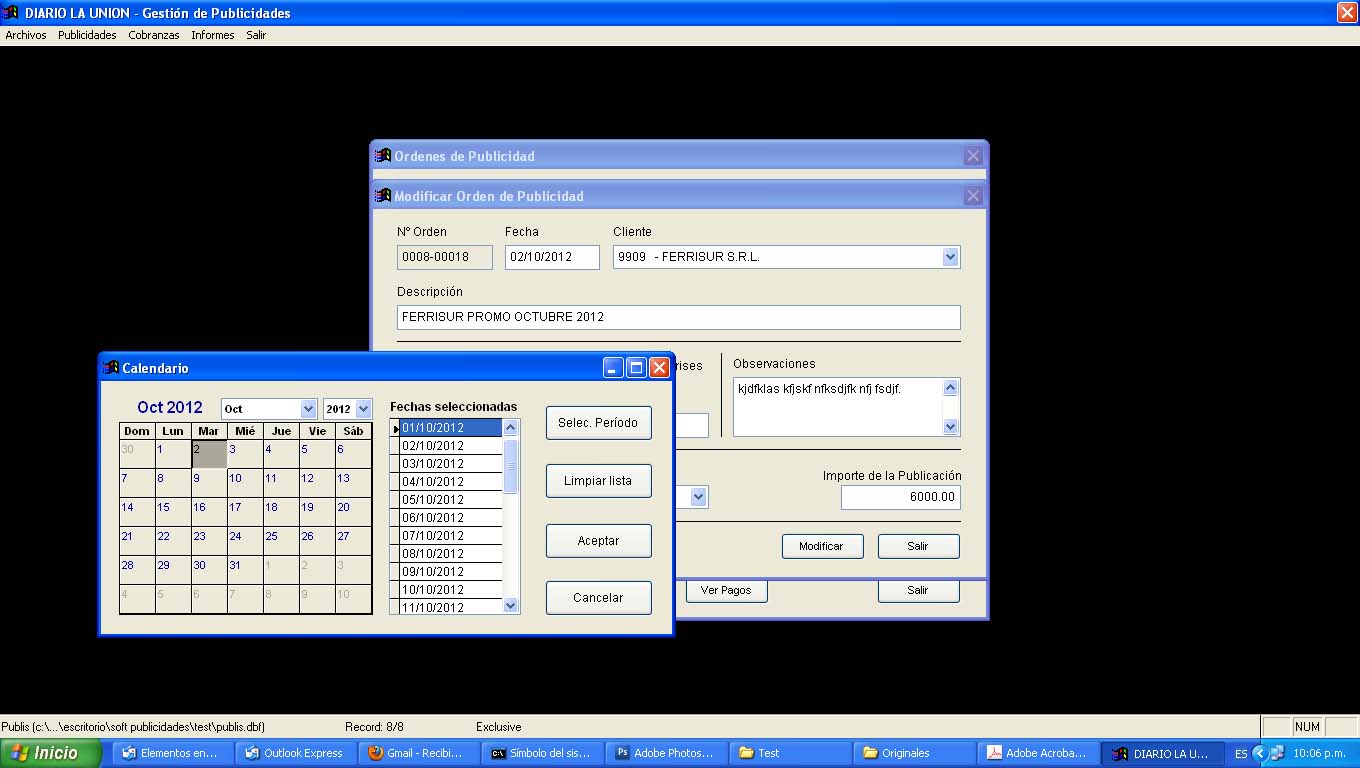 DIARIO LA UNION - Gestión de Publicidades
Archivos Publicidades Cobranzas Informes Salir
Ordenes de Publicidad
Modificar Orden de Publicidad
Nº Orden Fecha Cliente
0008-00018 02/10/2012 9909 - FERRISUR S.R.L.
Descripción
FERRISUR PROMO OCTUBRE 2012
rises Observaciones
kjdfklas kfjskf nfksdjfk nfj fsdjf.
Importe de la Publicación
6000.00
Modificar Salir
Ver Pagos Salir
Calendario
Oct 2012 Oct 2012
Dom Lun Mar Mié Jue Vie Sáb
30 1 2 3 4 5 6
7 8 9 10 11 12 13
14 15 16 17 18 19 20
21 22 23 24 25 26 27
28 29 30 31 1 2 3
4 5 6 7 8 9 10
Fechas seleccionadas
01/10/2012
02/10/2012
03/10/2012
04/10/2012
05/10/2012
06/10/2012
07/10/2012
08/10/2012
09/10/2012
10/10/2012
11/10/2012
Selec. Período
Limpiar lista
Aceptar
Cancelar
Publis (c:\...\escritorio\soft publicidades\test\publis.dbf) Record: 8/8 Exclusive NUM
Inicio Elementos en... Outlook Express Gmail - Recibi... Símbolo del sis... Adobe Photos... Test Originales Adobe Acroba... DIARIO LA U... ES 10:06 p.m.